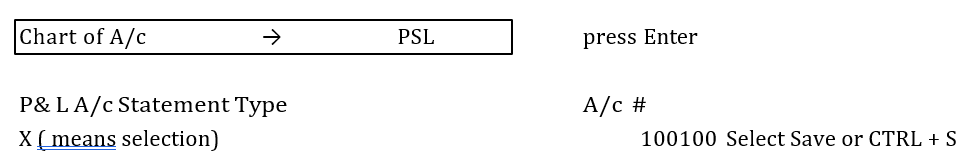 Chart of A/c → PSL press Enter
P& L A/c Statement Type A/c #
X ( means selection) 100100 Select Save or CTRL + S